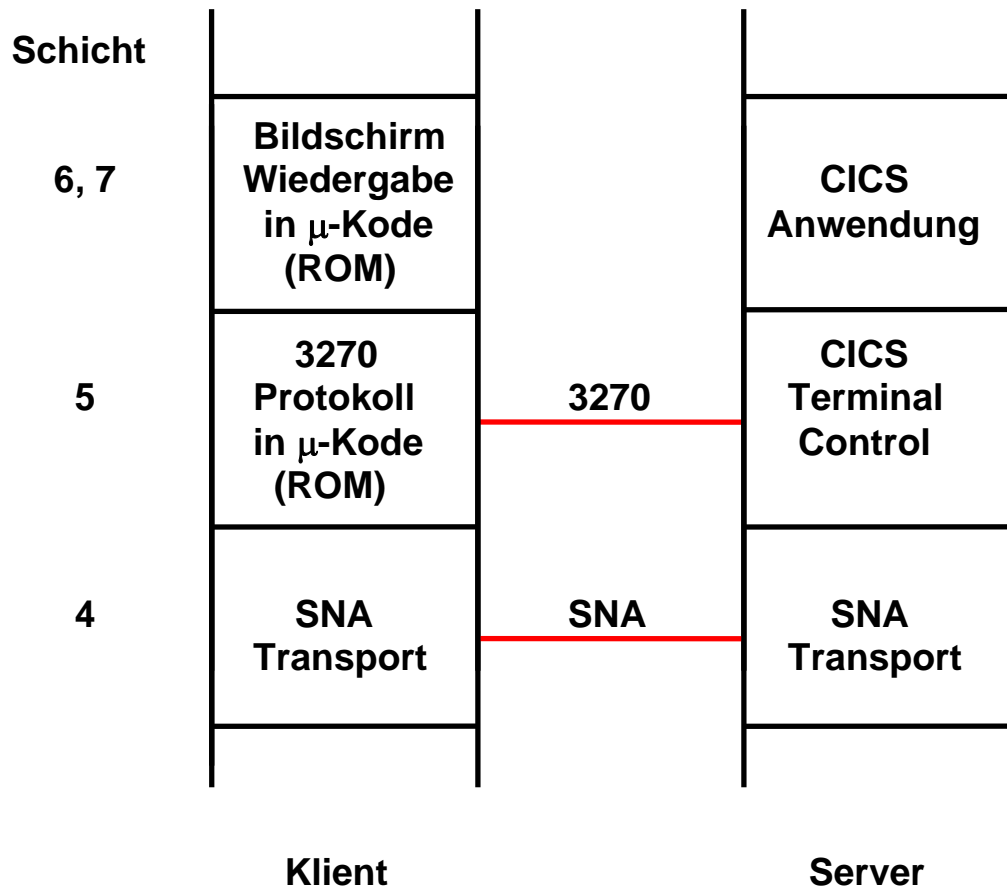 Schicht
6, 7
Bildschirm
Wiedergabe
in μ-Kode
(ROM)
CICS
Anwendung
5
3270
Protokoll
in μ-Kode
(ROM)
3270
CICS
Terminal
Control
4
SNA
Transport
SNA
SNA
Transport
Klient
Server